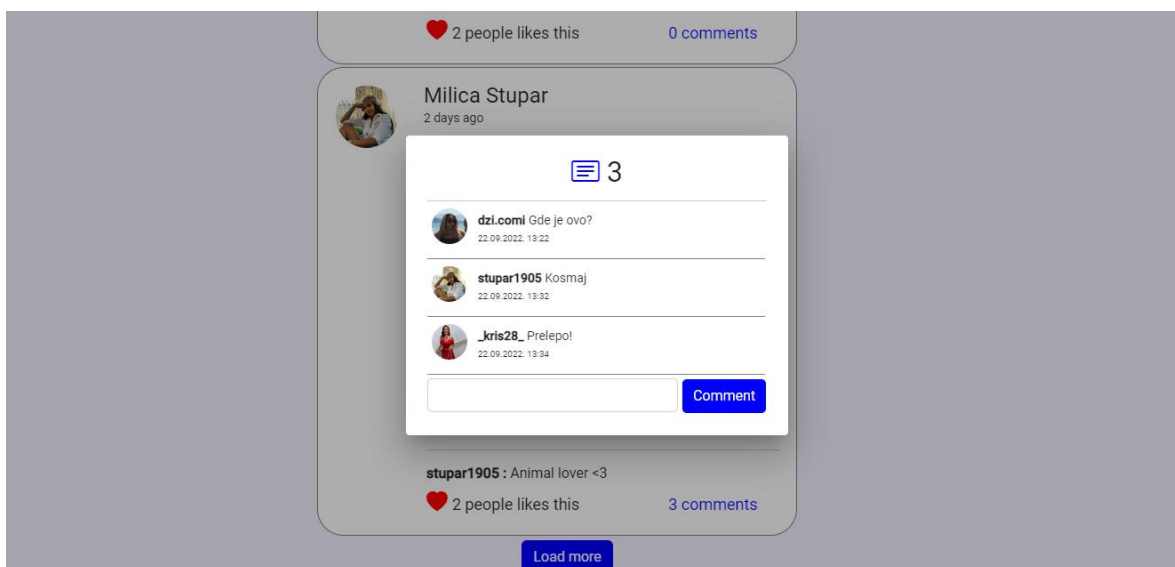 2 people likes this 0 comments
Milica Stupar
2 days ago
3
dzi.comi Gde je ovo?
22.09.2022. 13:22
stupar1905 Kosmaj
22.09.2022. 13:32
_kris28_ Prelepo!
22.09.2022. 13:34
Comment
stupar1905 : Animal lover <3
2 people likes this 3 comments
Load more